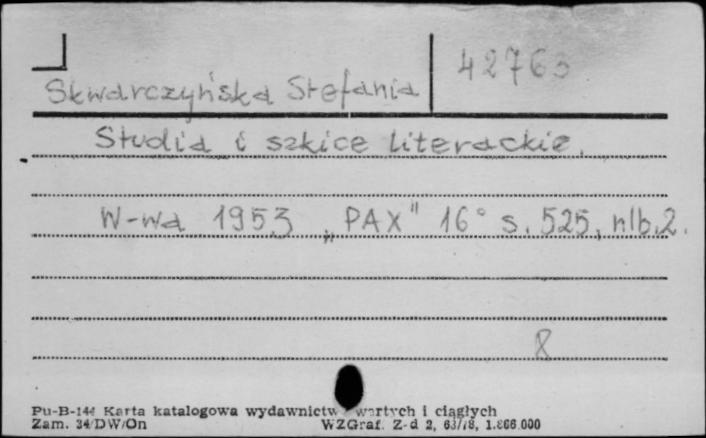 Skwarczyńska Stefania
42763
Studia i szkice literackie.
W-wa 1953 „PAX" 16° s. 525, nlb. 2.
8
Pu-B-144 Karta katalogowa wydawnictw zwartych i ciągłych
Zam. 34/DW/On WZGraf. Z-d 2, 63/78, 1.866.000